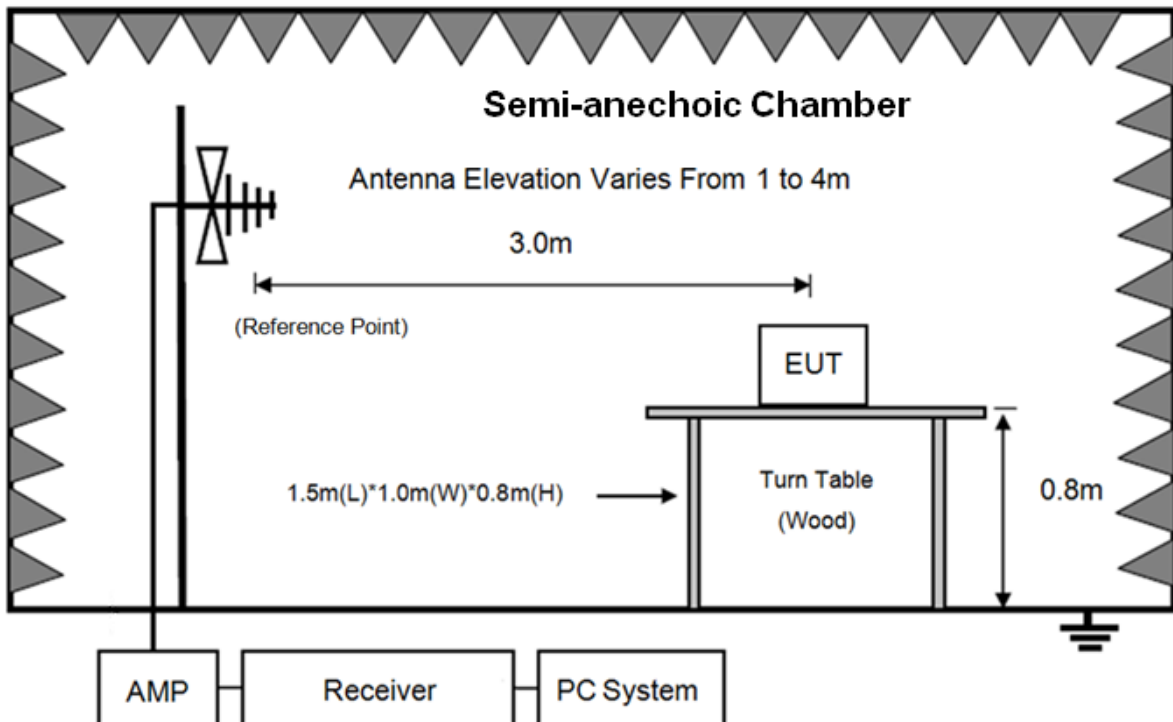 Semi-anechoic Chamber
Antenna Elevation Varies From 1 to 4m
3.0m
(Reference Point)
EUT
1.5m(L)*1.0m(W)*0.8m(H)
Turn Table
(Wood)
0.8m
AMP
Receiver
PC System